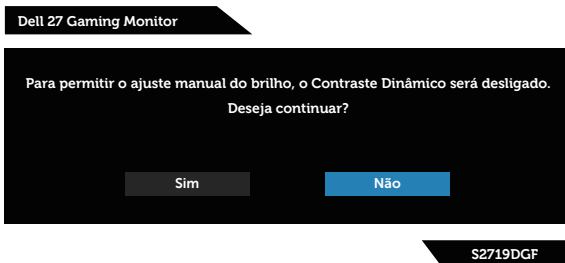 Dell 27 Gaming Monitor
Para permitir o ajuste manual do brilho, o Contraste Dinâmico será desligado.
Deseja continuar?
Sim Não
S2719DGF